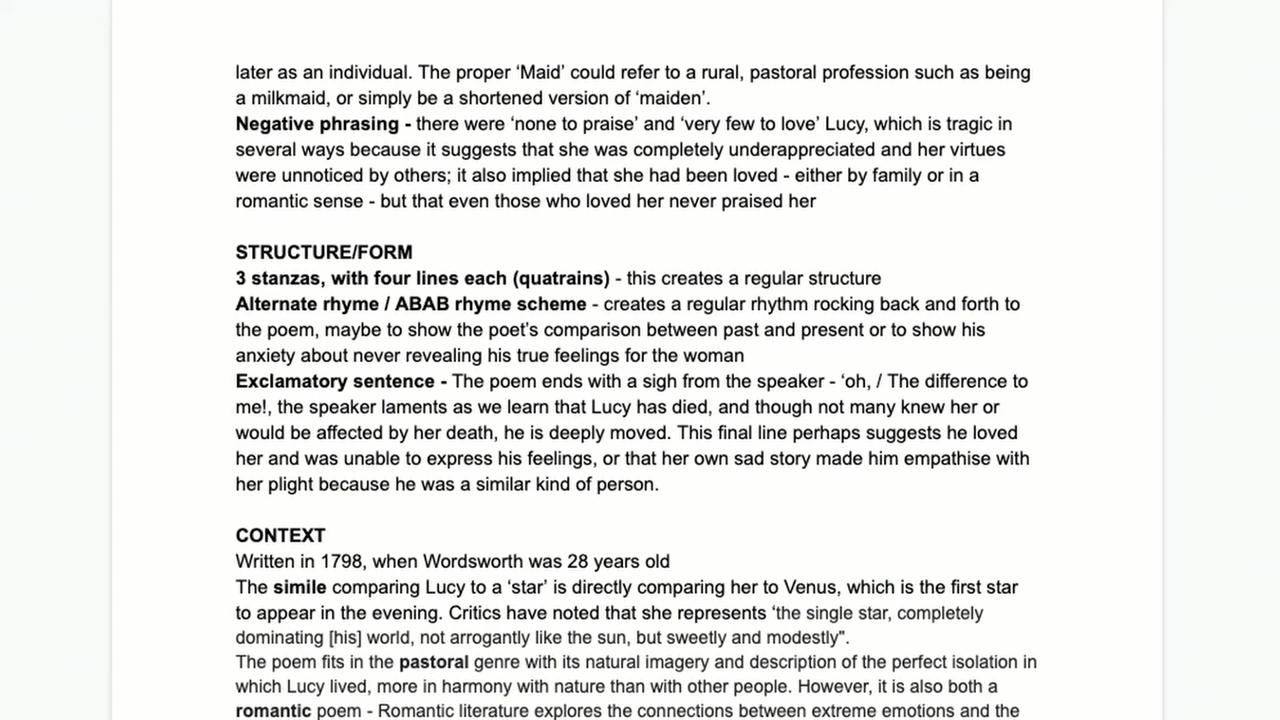 later as an individual. The proper ‘Maid’ could refer to a rural, pastoral profession such as being
a milkmaid, or simply be a shortened version of ‘maiden’.
Negative phrasing - there were ‘none to praise’ and ‘very few to love’ Lucy, which is tragic in
several ways because it suggests that she was completely underappreciated and her virtues
were unnoticed by others; it also implied that she had been loved - either by family or in a
romantic sense - but that even those who loved her never praised her
STRUCTURE/FORM
3 stanzas, with four lines each (quatrains) - this creates a regular structure
Alternate rhyme / ABAB rhyme scheme - creates a regular rhythm rocking back and forth to
the poem, maybe to show the poet’s comparison between past and present or to show his
anxiety about never revealing his true feelings for the woman
Exclamatory sentence - The poem ends with a sigh from the speaker - ‘oh, / The difference to
me!, the speaker laments as we learn that Lucy has died, and though not many knew her or
would be affected by her death, he is deeply moved. This final line perhaps suggests he loved
her and was unable to express his feelings, or that her own sad story made him empathise with
her plight because he was a similar kind of person.
CONTEXT
Written in 1798, when Wordsworth was 28 years old
The simile comparing Lucy to a ‘star’ is directly comparing her to Venus, which is the first star
to appear in the evening. Critics have noted that she represents ‘the single star, completely
dominating [his] world, not arrogantly like the sun, but sweetly and modestly".
The poem fits in the pastoral genre with its natural imagery and description of the perfect isolation in
which Lucy lived, more in harmony with nature than with other people. However, it is also both a
romantic poem - Romantic literature explores the connections between extreme emotions and the